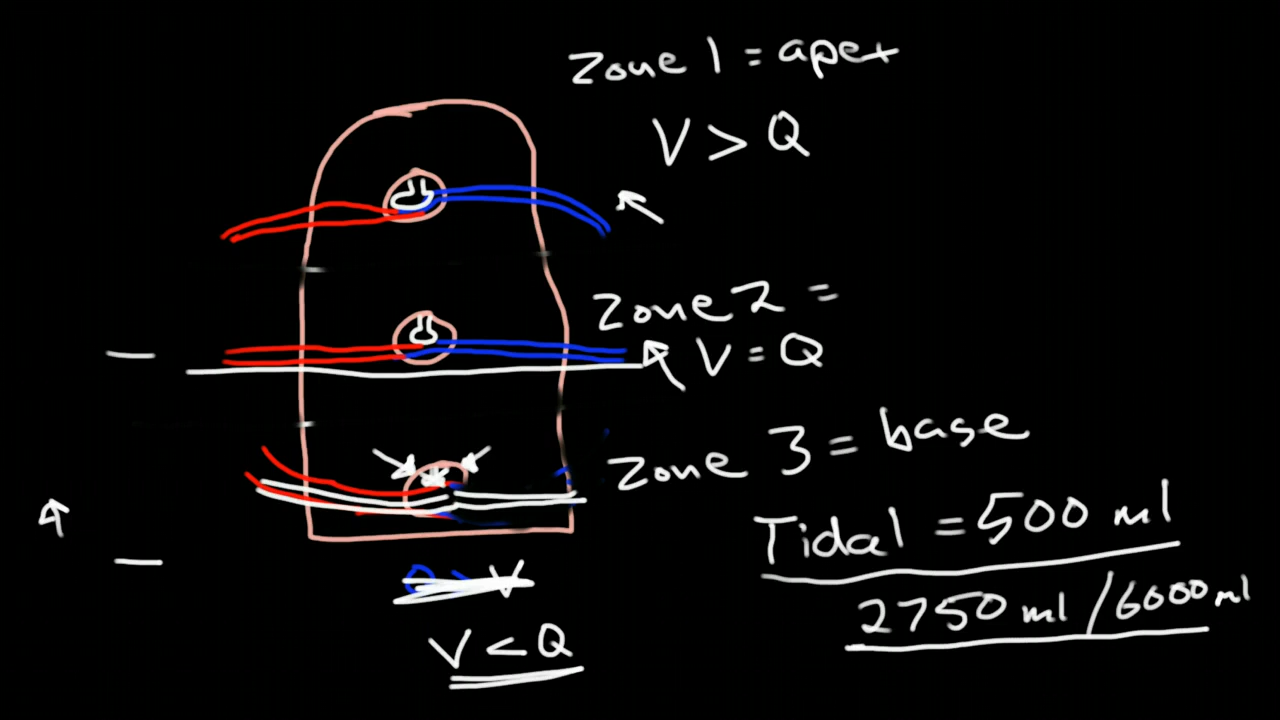 Zone 1 = apex
V > Q
Zone 2 =
V = Q
Zone 3 = base
Tidal = 500 ml
2750 ml / 6000 ml
V < Q